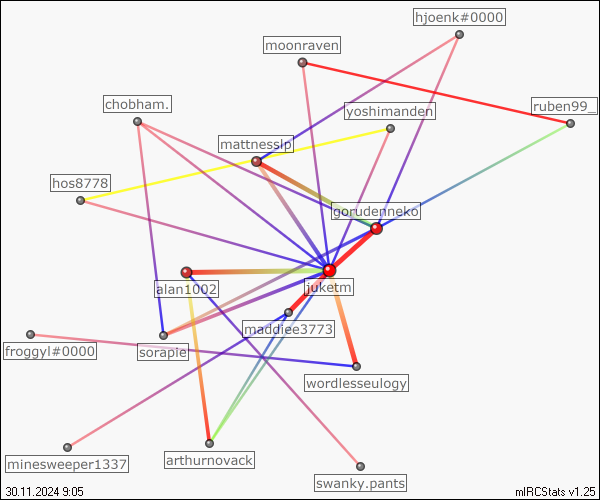 hjoenk#0000
moonraven
chobham.
yoshimanden
ruben99_
mattnesslp
hos8778
gorudenneko
alan1002
juketm
maddiee3773
froggyl#0000
sorapie
wordlesseulogy
minesweeper1337
arthurnovack
swanky.pants
30.11.2024 9:05
mIRCStats v1.25